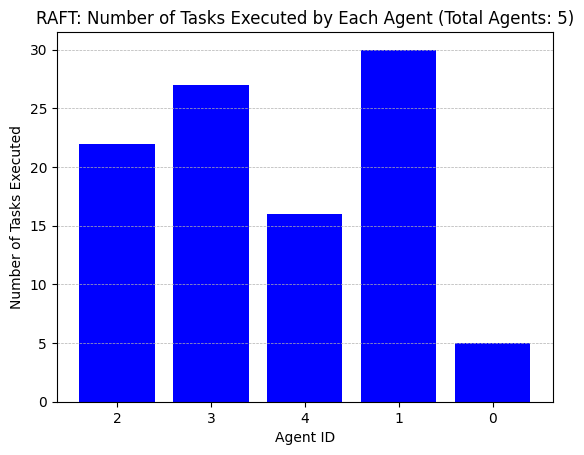 RAFT: Number of Tasks Executed by Each Agent (Total Agents: 5)
30
25
20
15
10
5
0
Number of Tasks Executed
2 3 4 1 0
Agent ID